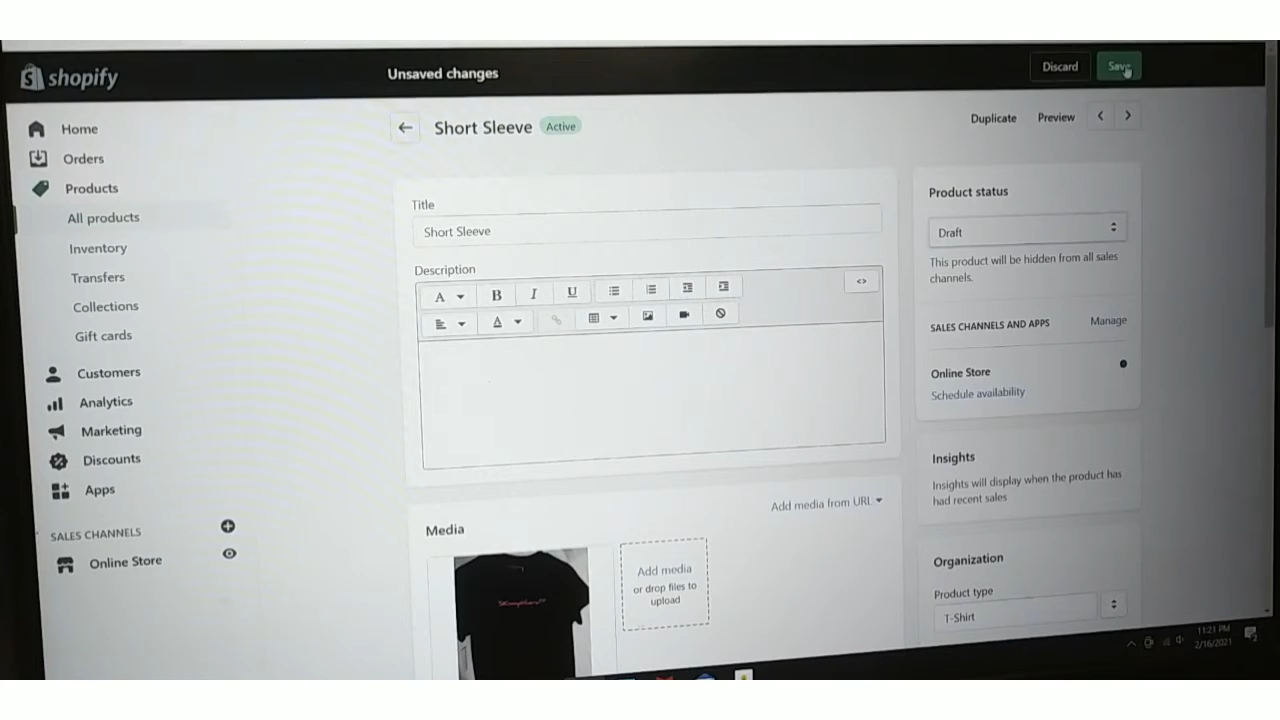 shopify
Unsaved changes
Discard
Save
Home
Orders
Products
All products
Inventory
Transfers
Collections
Gift cards
Customers
Analytics
Marketing
Discounts
Apps
SALES CHANNELS
Online Store
Short Sleeve
Active
Duplicate
Preview
Title
Short Sleeve
Description
A
B
I
U
A
<>
Media
Add media from URL
Add media
or drop files to
upload
Product status
Draft
This product will be hidden from all sales
channels.
SALES CHANNELS AND APPS
Manage
Online Store
Schedule availability
Insights
Insights will display when the product has
had recent sales
Organization
Product type
T-Shirt
11:21 PM
2/16/2021